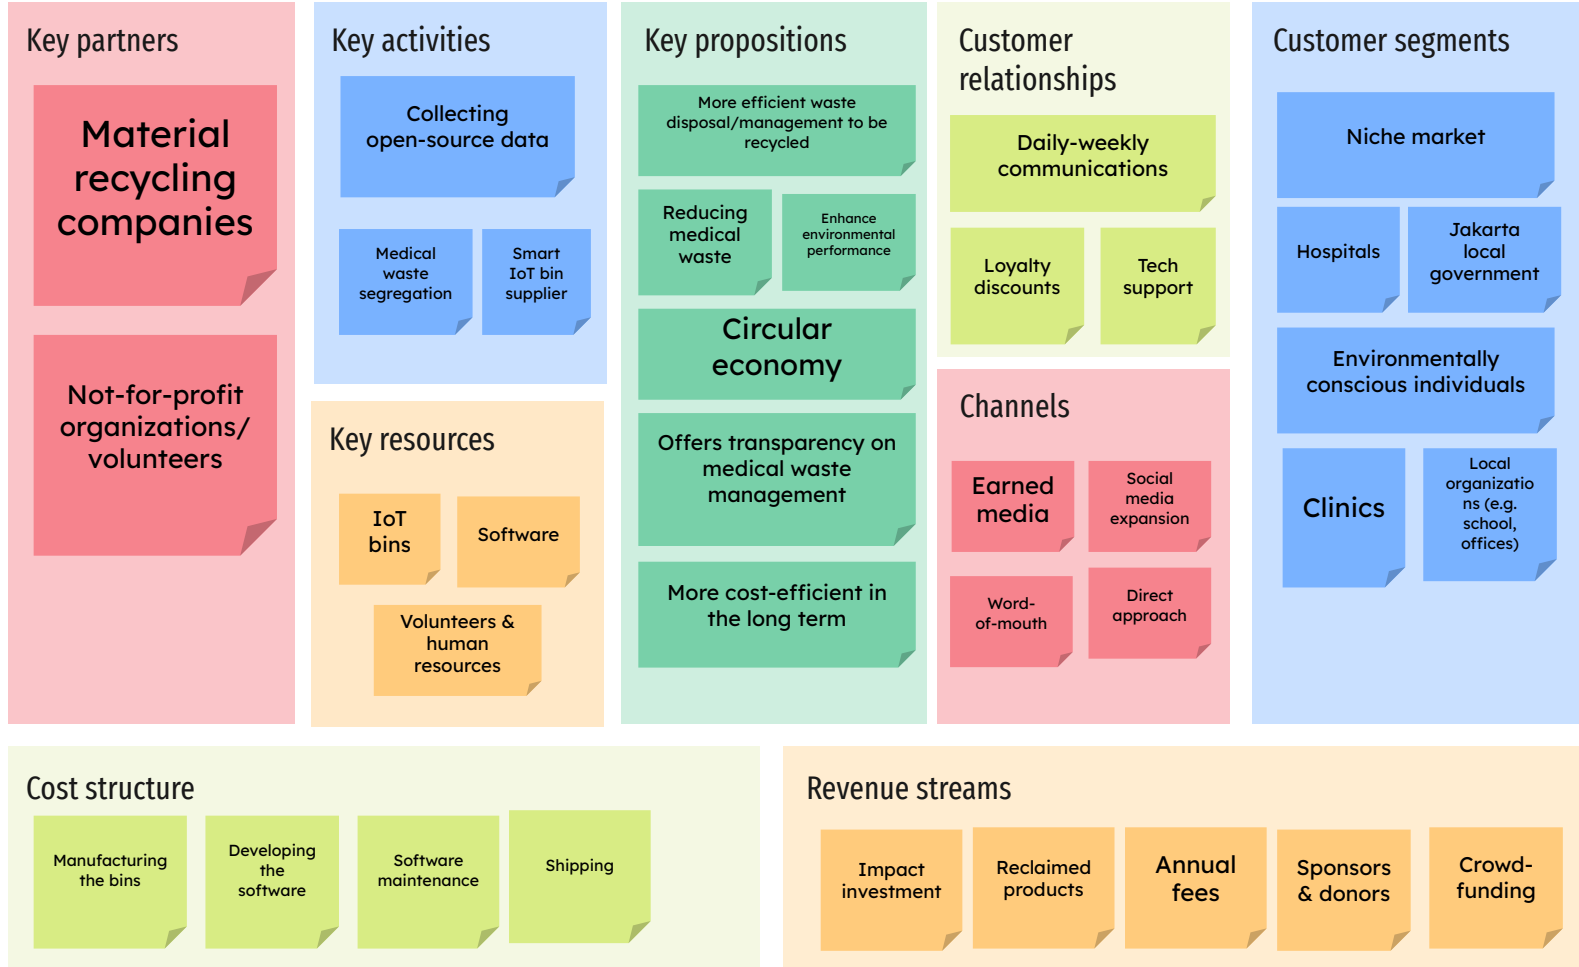 Key partners
Material
recycling
companies
Not-for-profit
organizations/
volunteers
Key activities
Collecting
open-source data
Medical
waste
segregation
Smart
IoT bin
supplier
Key resources
IoT
bins
Software
Volunteers &
human
resources
Key propositions
More efficient waste
disposal/management to be
recycled
Reducing
medical
waste
Enhance
environmental
performance
Circular
economy
Offers transparency on
medical waste
management
More cost-efficient in
the long term
Customer
relationships
Daily-weekly
communications
Loyalty
discounts
Tech
support
Channels
Earned
media
Social
media
expansion
Word-
of-mouth
Direct
approach
Customer segments
Niche market
Hospitals
Jakarta
local
government
Environmentally
conscious individuals
Clinics
Local
organizatio
ns (e.g.
school,
offices)
Cost structure
Manufacturing
the bins
Developing
the
software
Software
maintenance
Shipping
Revenue streams
Impact
investment
Reclaimed
products
Annual
fees
Sponsors
& donors
Crowd-
funding